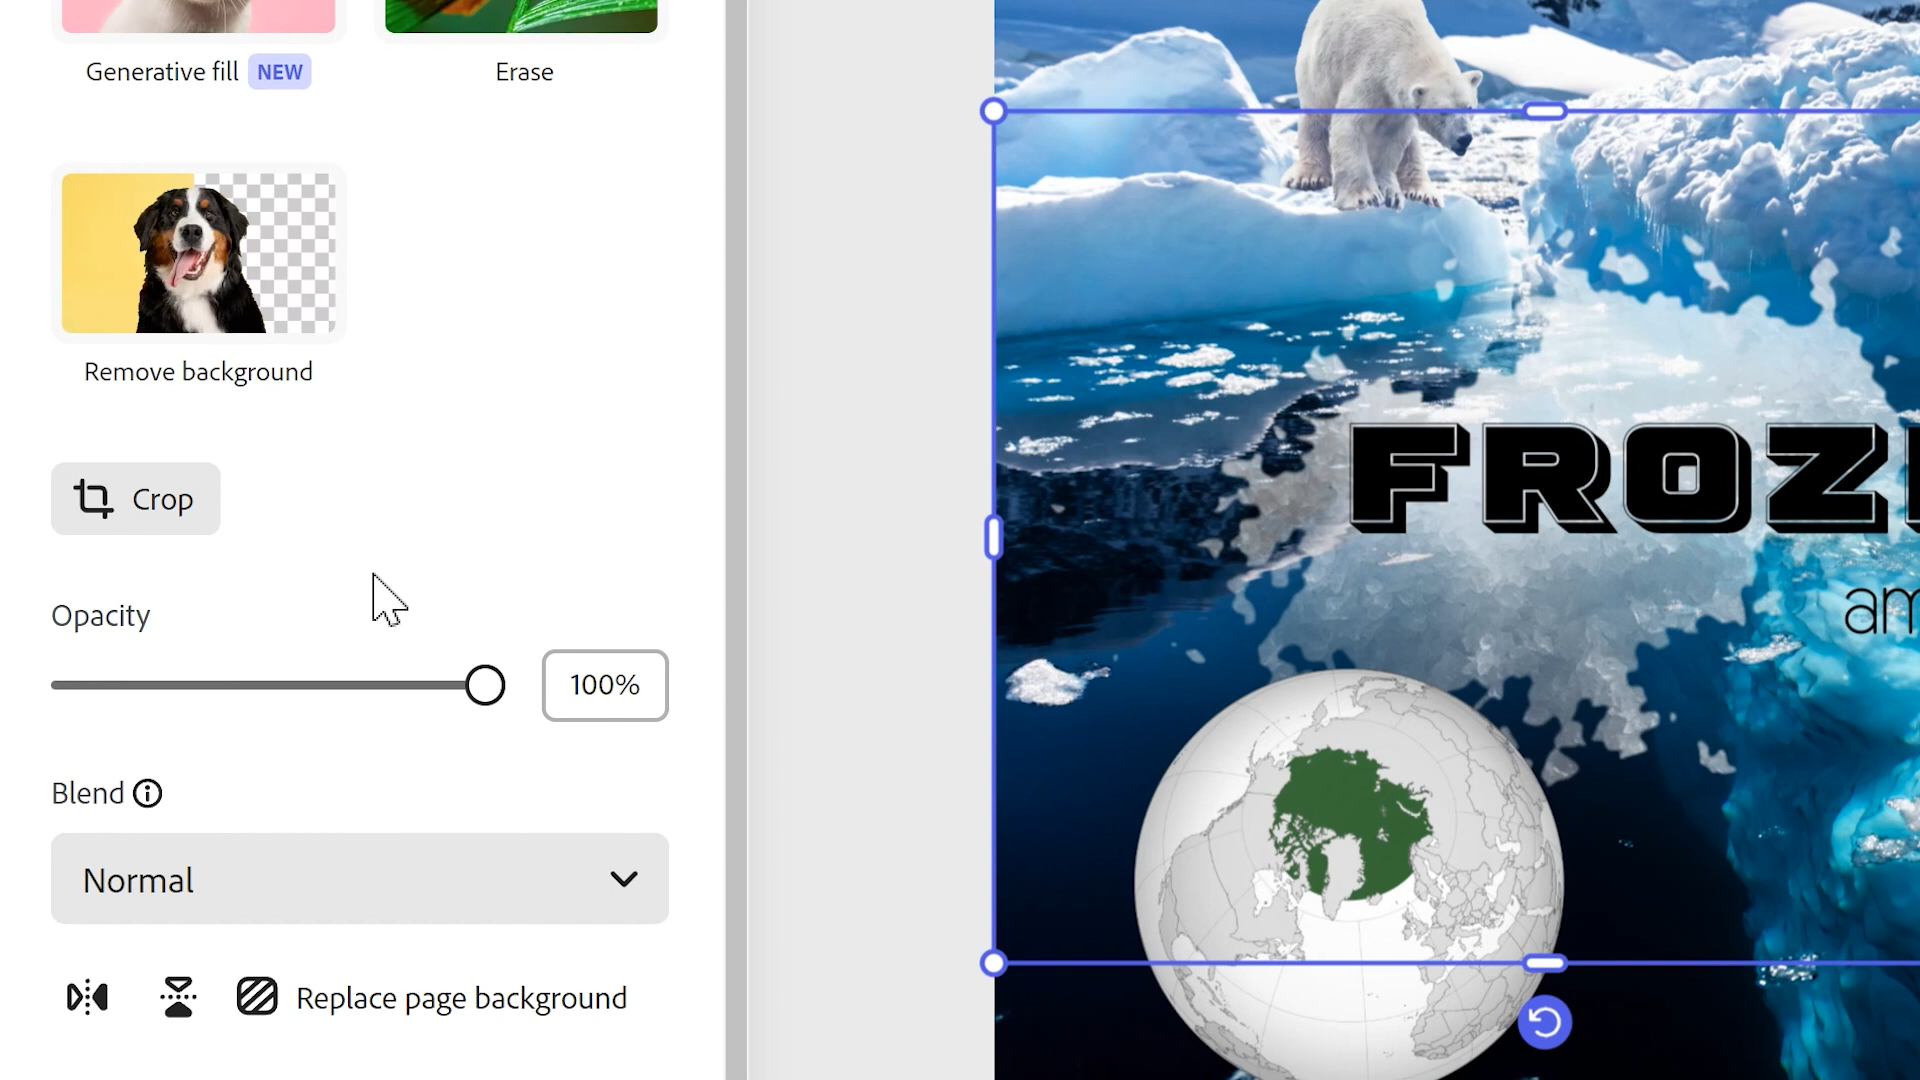 Generative fill NEW
Erase
Remove background
Crop
Opacity
100%
Blend
Normal
Replace page background
FROZ
am